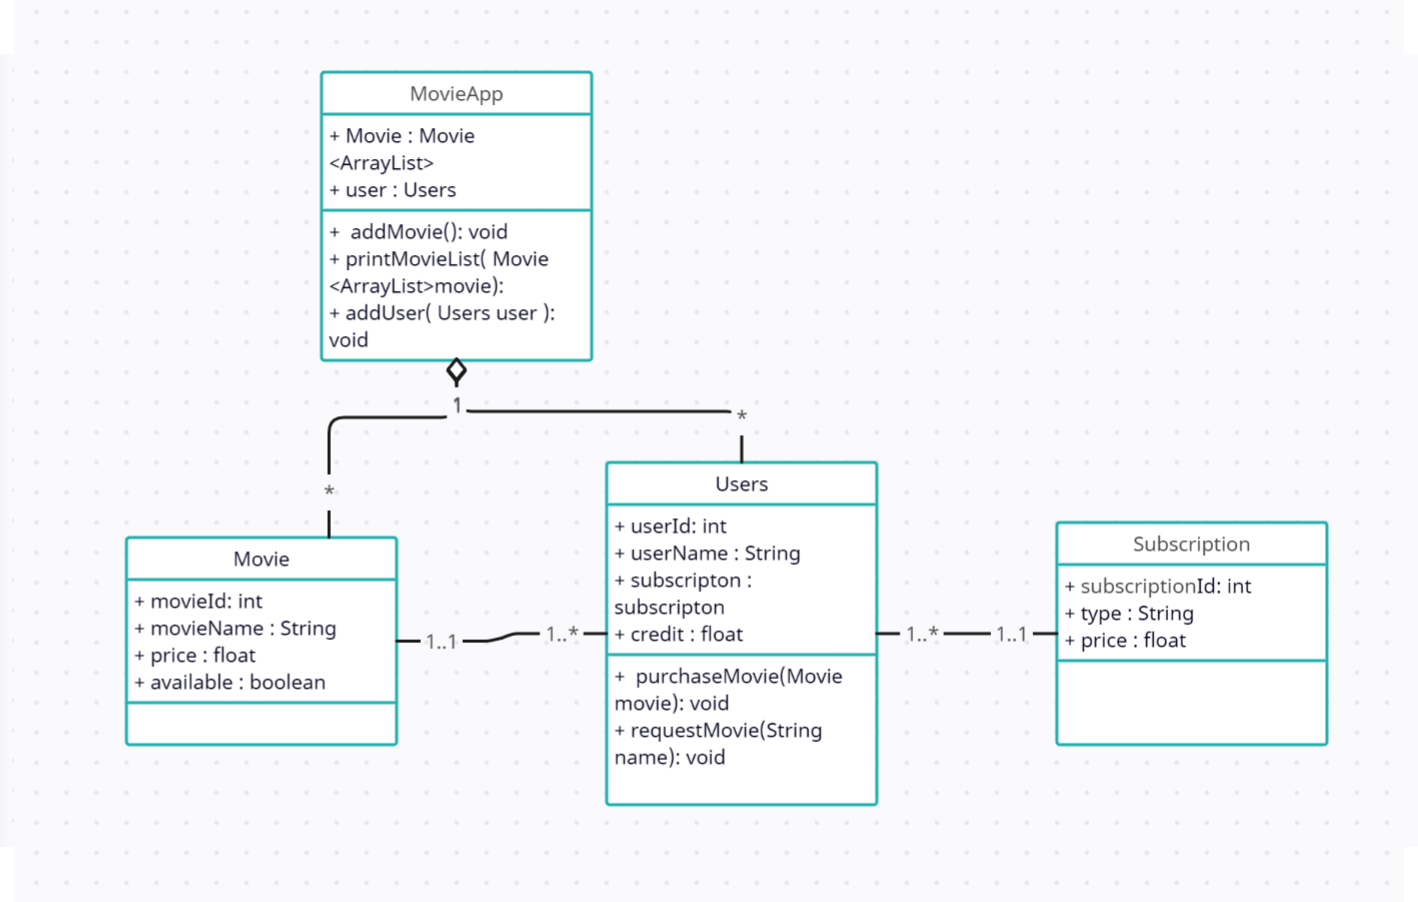 MovieApp
+ Movie : Movie
<ArrayList>
+ user : Users
+ addMovie(): void
+ printMovieList( Movie
<ArrayList>movie):
+ addUser( Users user ):
void
1
*
*
Users
+ userId: int
+ userName : String
+ subscripton :
subscripton
+ credit : float
+ purchaseMovie(Movie
movie): void
+ requestMovie(String
name): void
Movie
+ movieId: int
+ movieName : String
+ price : float
+ available : boolean
1..1
1..*
1..*
1..1
Subscription
+ subscriptionId: int
+ type : String
+ price : float